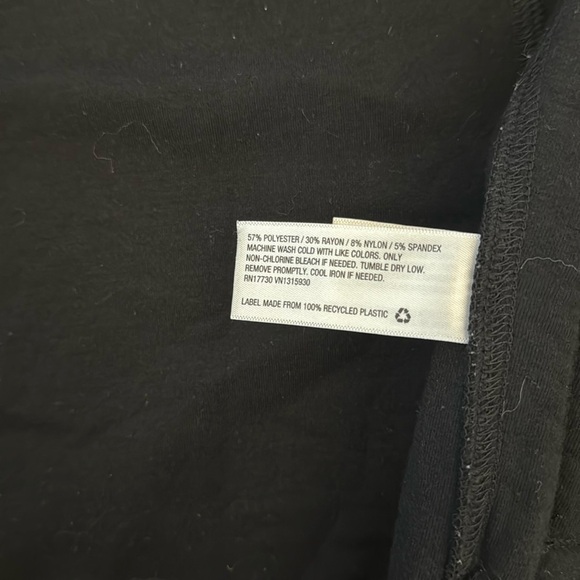 57% POLYESTER / 30% RAYON / 8% NYLON / 5% SPANDEX
MACHINE WASH COLD WITH LIKE COLORS. ONLY
NON-CHLORINE BLEACH IF NEEDED. TUMBLE DRY LOW.
REMOVE PROMPTLY. COOL IRON IF NEEDED.
RN17730 VN1315930
LABEL MADE FROM 100% RECYCLED PLASTIC